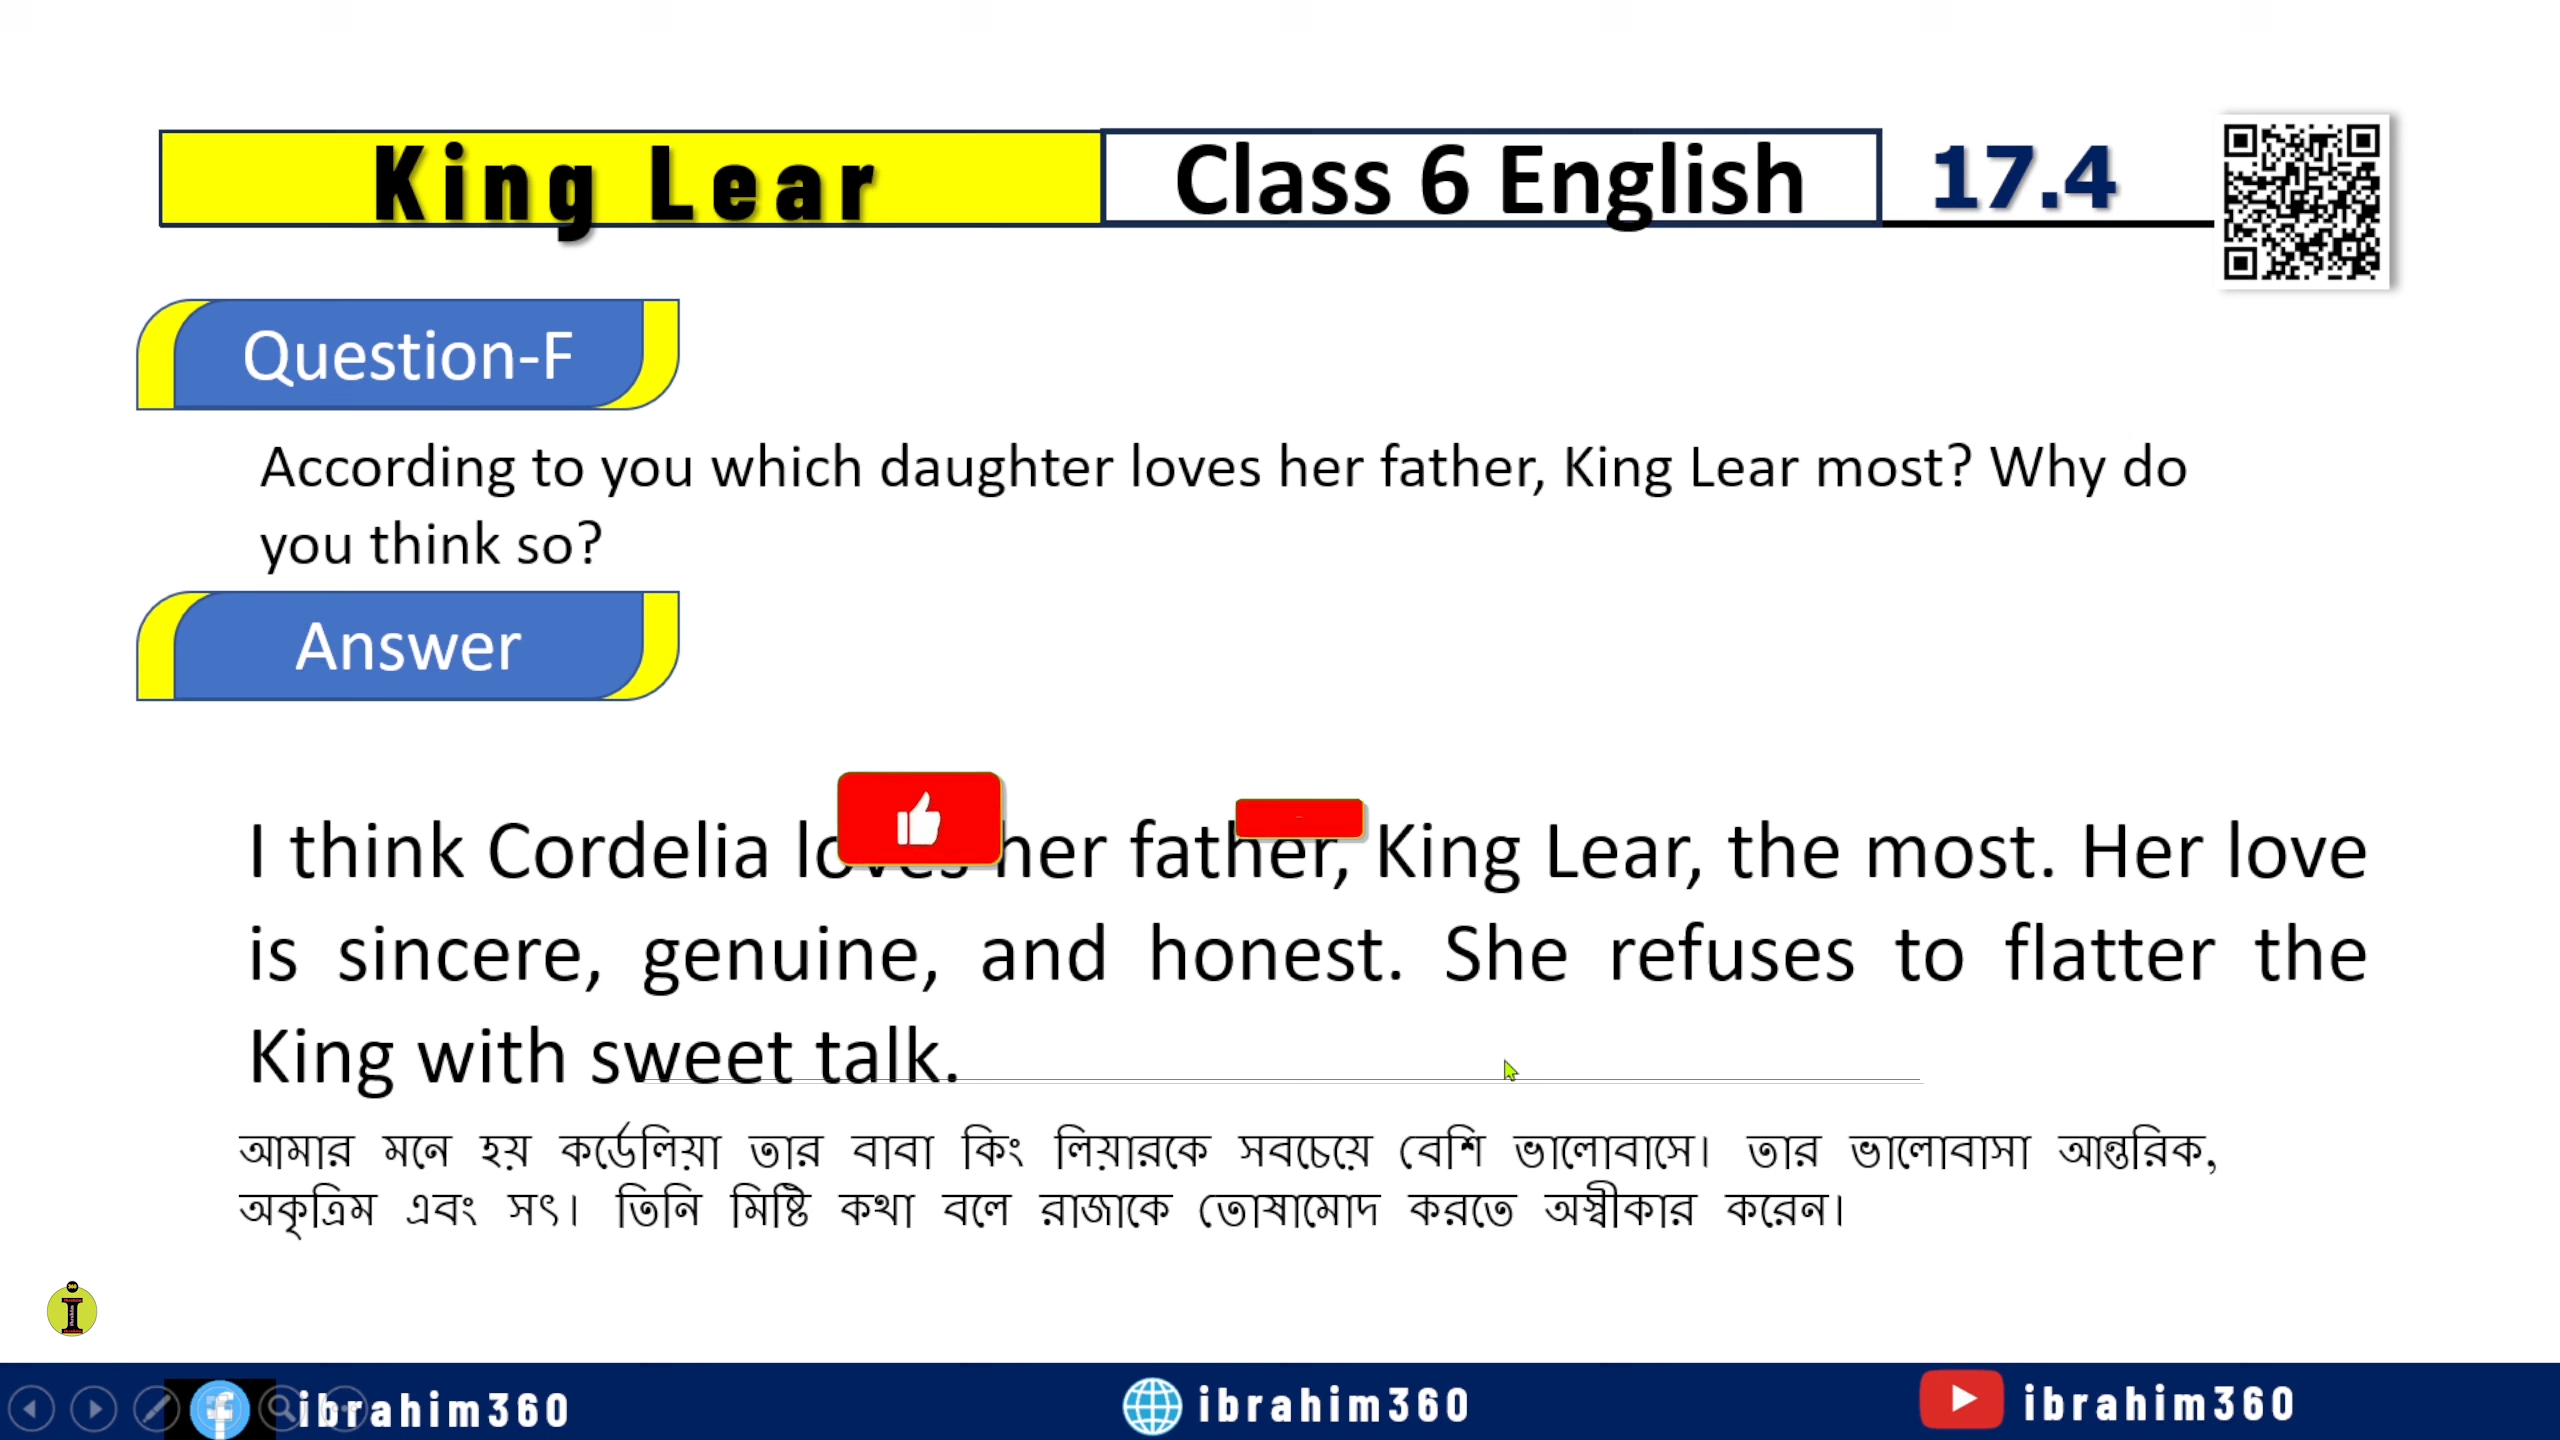 King Lear Class 6 English 17.4
Question-F
According to you which daughter loves her father, King Lear most? Why do
you think so?
Answer
I think Cordelia loves her father, King Lear, the most. Her love
is sincere, genuine, and honest. She refuses to flatter the
King with sweet talk.
আমার মনে হয় কর্ডেলিয়া তার বাবা কিং লিয়ারকে সবচেয়ে বেশি ভালোবাসে। তার ভালোবাসা আন্তরিক,
অকৃত্রিম এবং সৎ। তিনি মিষ্টি কথা বলে রাজাকে তোষামোদ করতে অস্বীকার করেন।
ibrahim360 ibrahim360 ibrahim360